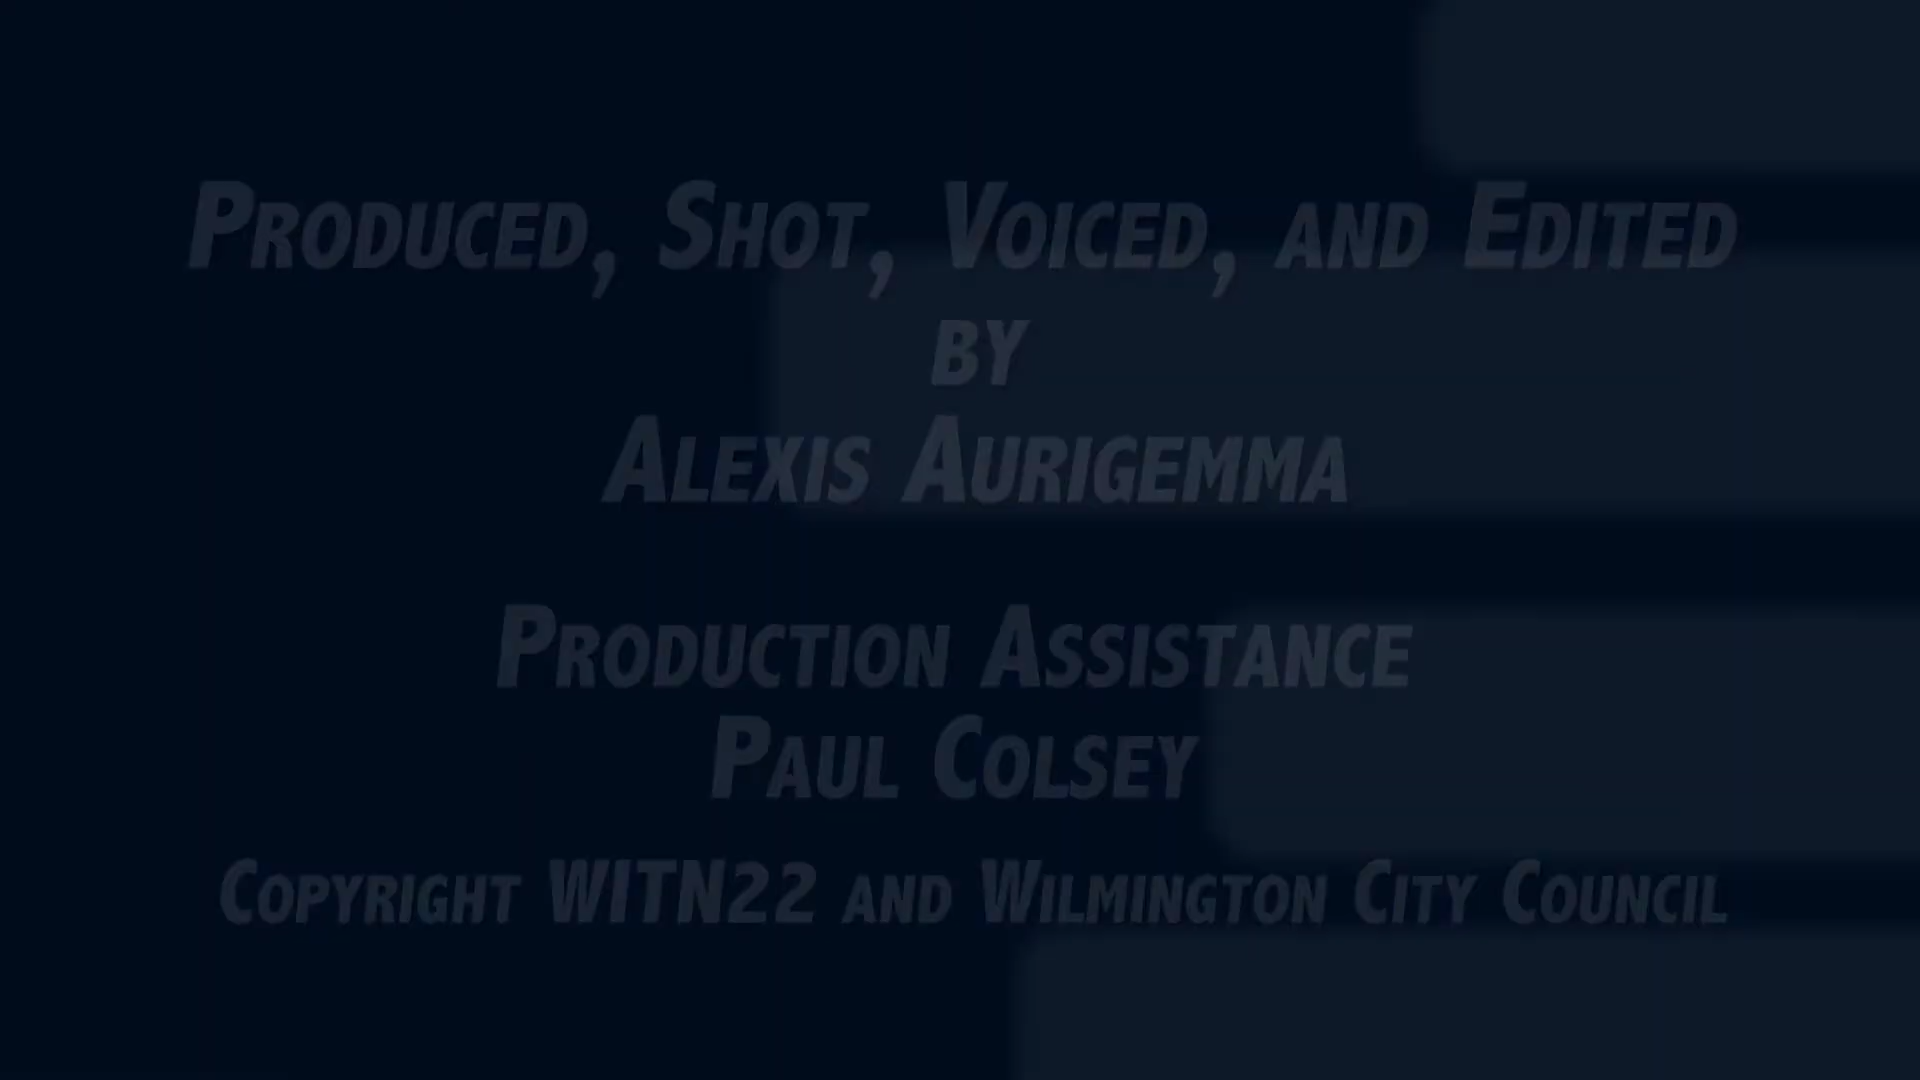 Produced, Shot, Voiced, and Edited
by
Alexis Aurigemma
Production Assistance
Paul Colsey
Copyright WITN22 and Wilmington City Council